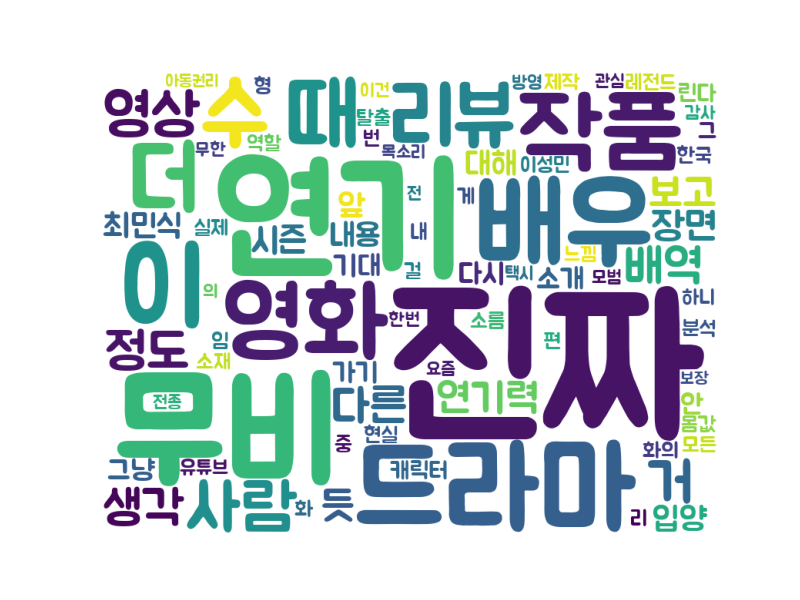 아동권리 형 이건 방영 제작 관심 레전드 린다
영상 수 때 리뷰 작품 탈출 감사
번 그
더 무한 역할 목소리 대해 이성민 한국
연기 배우 앞 전 게 보고
최민식 실제 시즌 내용 내 장면
이 기대 걸 다시 택시 소개 느낌 모범 배역
의 영화 진짜 하니
정도 임 한번 소름 편 분석
소재 가기 요즘 보장
무비 전종 다른 연기력 안
몸값
중 현실 화의 모든
그냥 유튜브 캐릭터 드라마 거
생각 사람 화 듯 리 입양